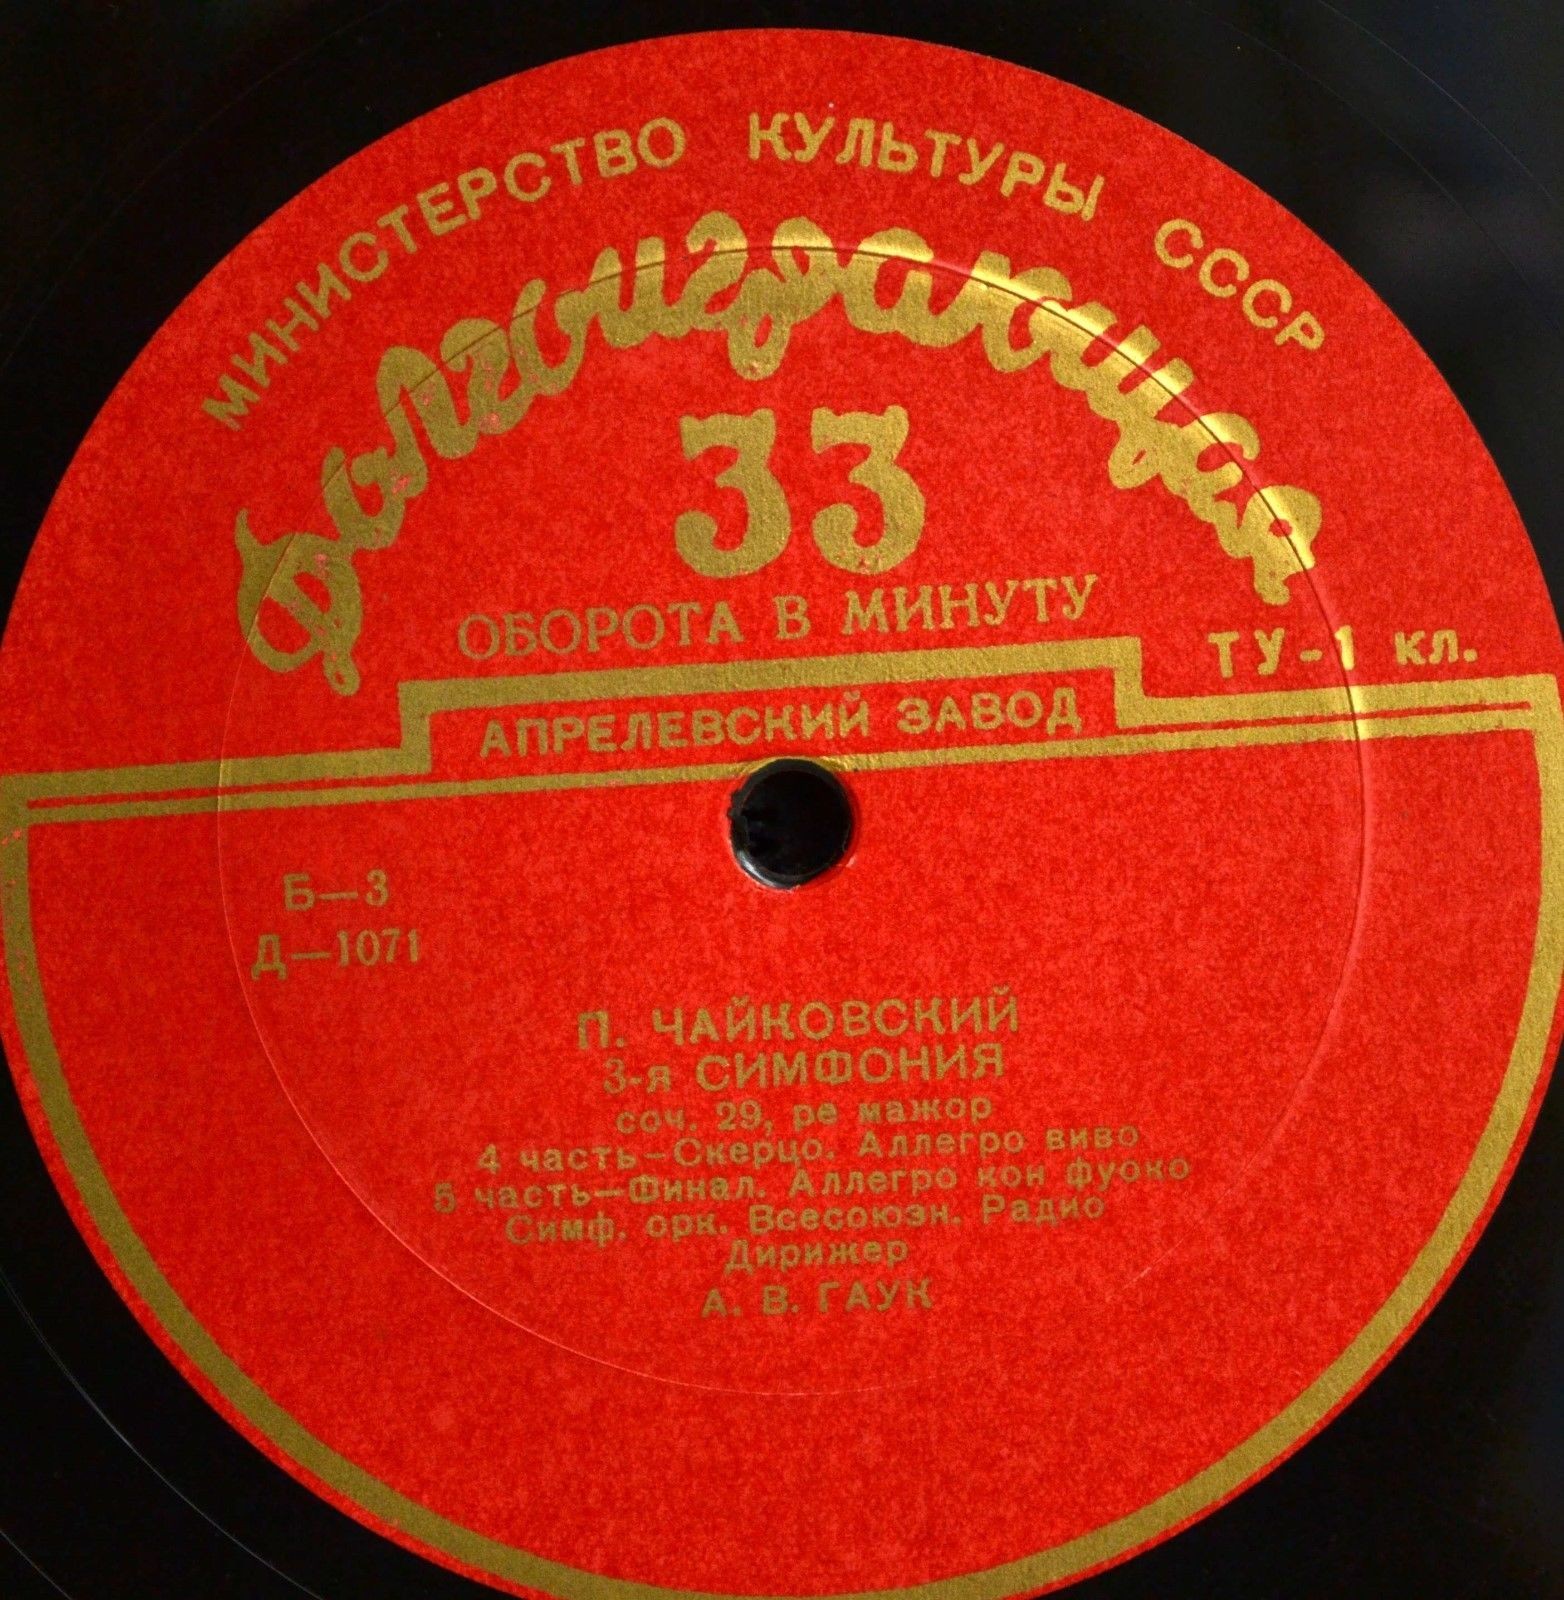 МИНИСТЕРСТВО КУЛЬТУРЫ СССР
Долгоиграющая
33
ОБОРОТА В МИНУТУ
ТУ-1 кл.
АПРЕЛЕВСКИЙ ЗАВОД
Б—3
Д—1071
П. ЧАЙКОВСКИЙ
3-я СИМФОНИЯ
соч. 29, ре мажор
4 часть—Скерцо. Аллегро виво
5 часть—Финал. Аллегро кон фуоко
Симф. орк. Всесоюзн. Радио
Дирижер
А. В. ГАУК